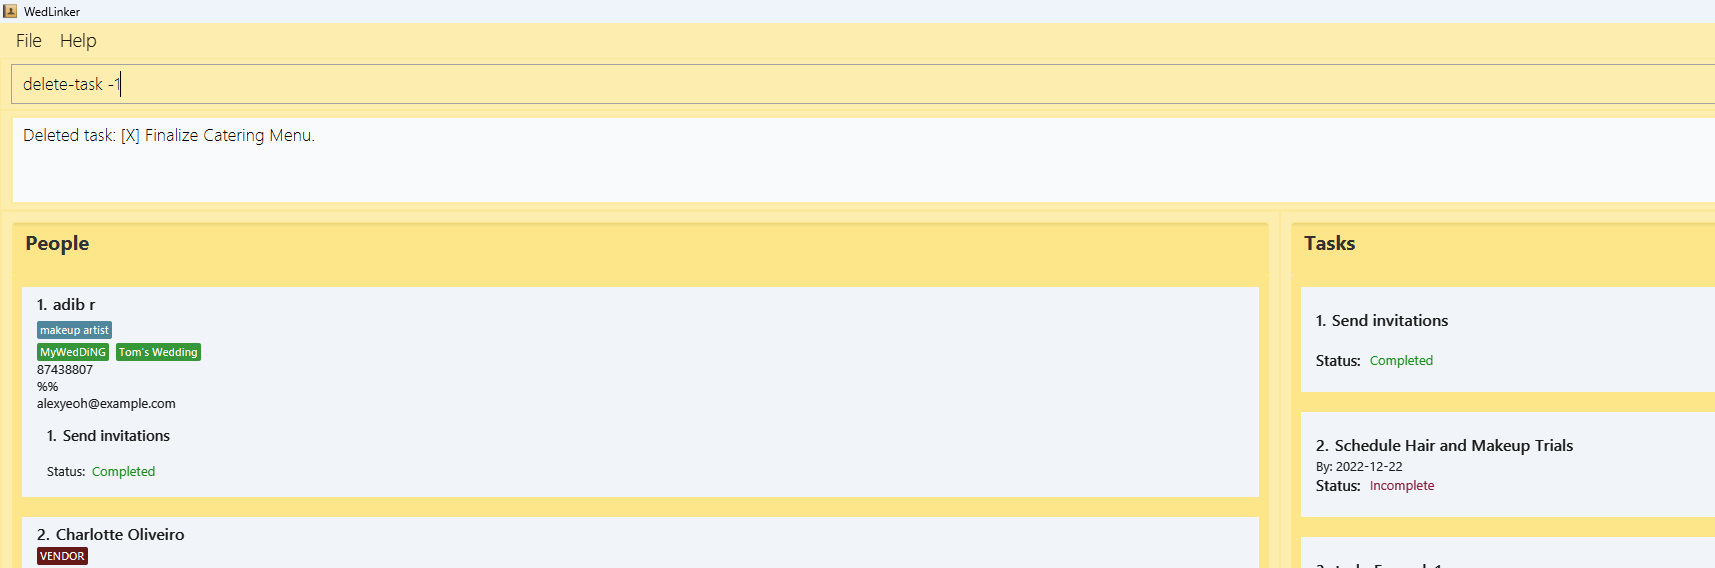 WedLinker
File Help
delete-task -1
Deleted task: [X] Finalize Catering Menu.
People
1. adib r
makeup artist
MyWedDiNG Tom's Wedding
87438807
%%
alexyeoh@example.com
1. Send invitations
Status: Completed
2. Charlotte Oliveiro
VENDOR
Tasks
1. Send invitations
Status: Completed
2. Schedule Hair and Makeup Trials
By: 2022-12-22
Status: Incomplete